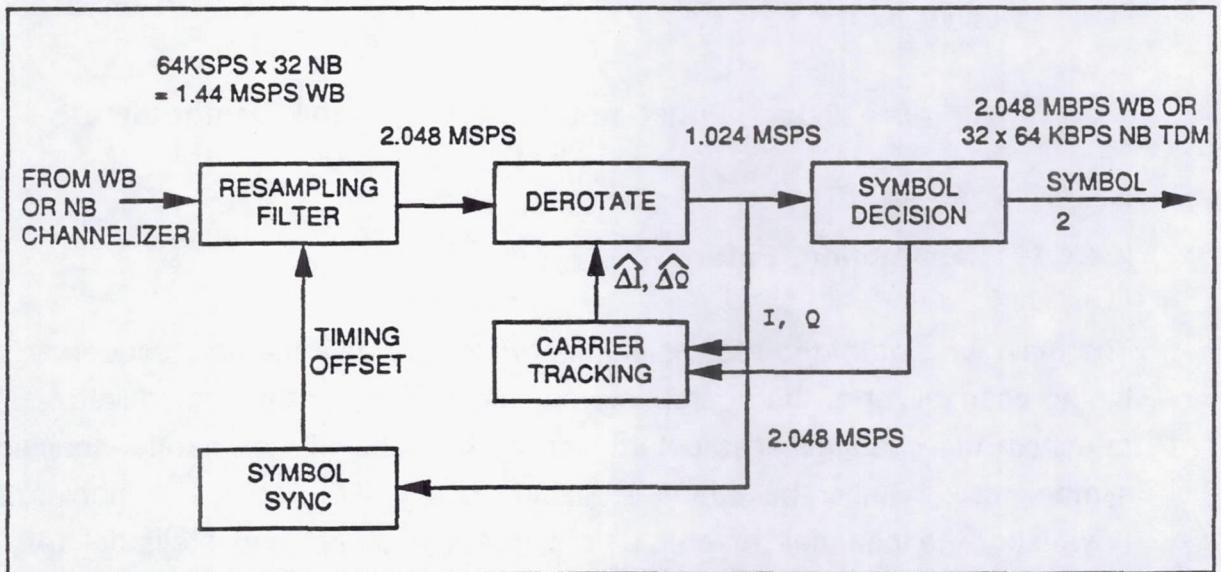 64KSPS x 32 NB
= 1.44 MSPS WB
2.048 MSPS
1.024 MSPS
2.048 MBPS WB OR
32 x 64 KBPS NB TDM
FROM WB
OR NB
CHANNELIZER
RESAMPLING
FILTER
DEROTATE
SYMBOL
DECISION
SYMBOL
2
ΔÎ, ΔQ̂
TIMING
OFFSET
CARRIER
TRACKING
I, Q
2.048 MSPS
SYMBOL
SYNC